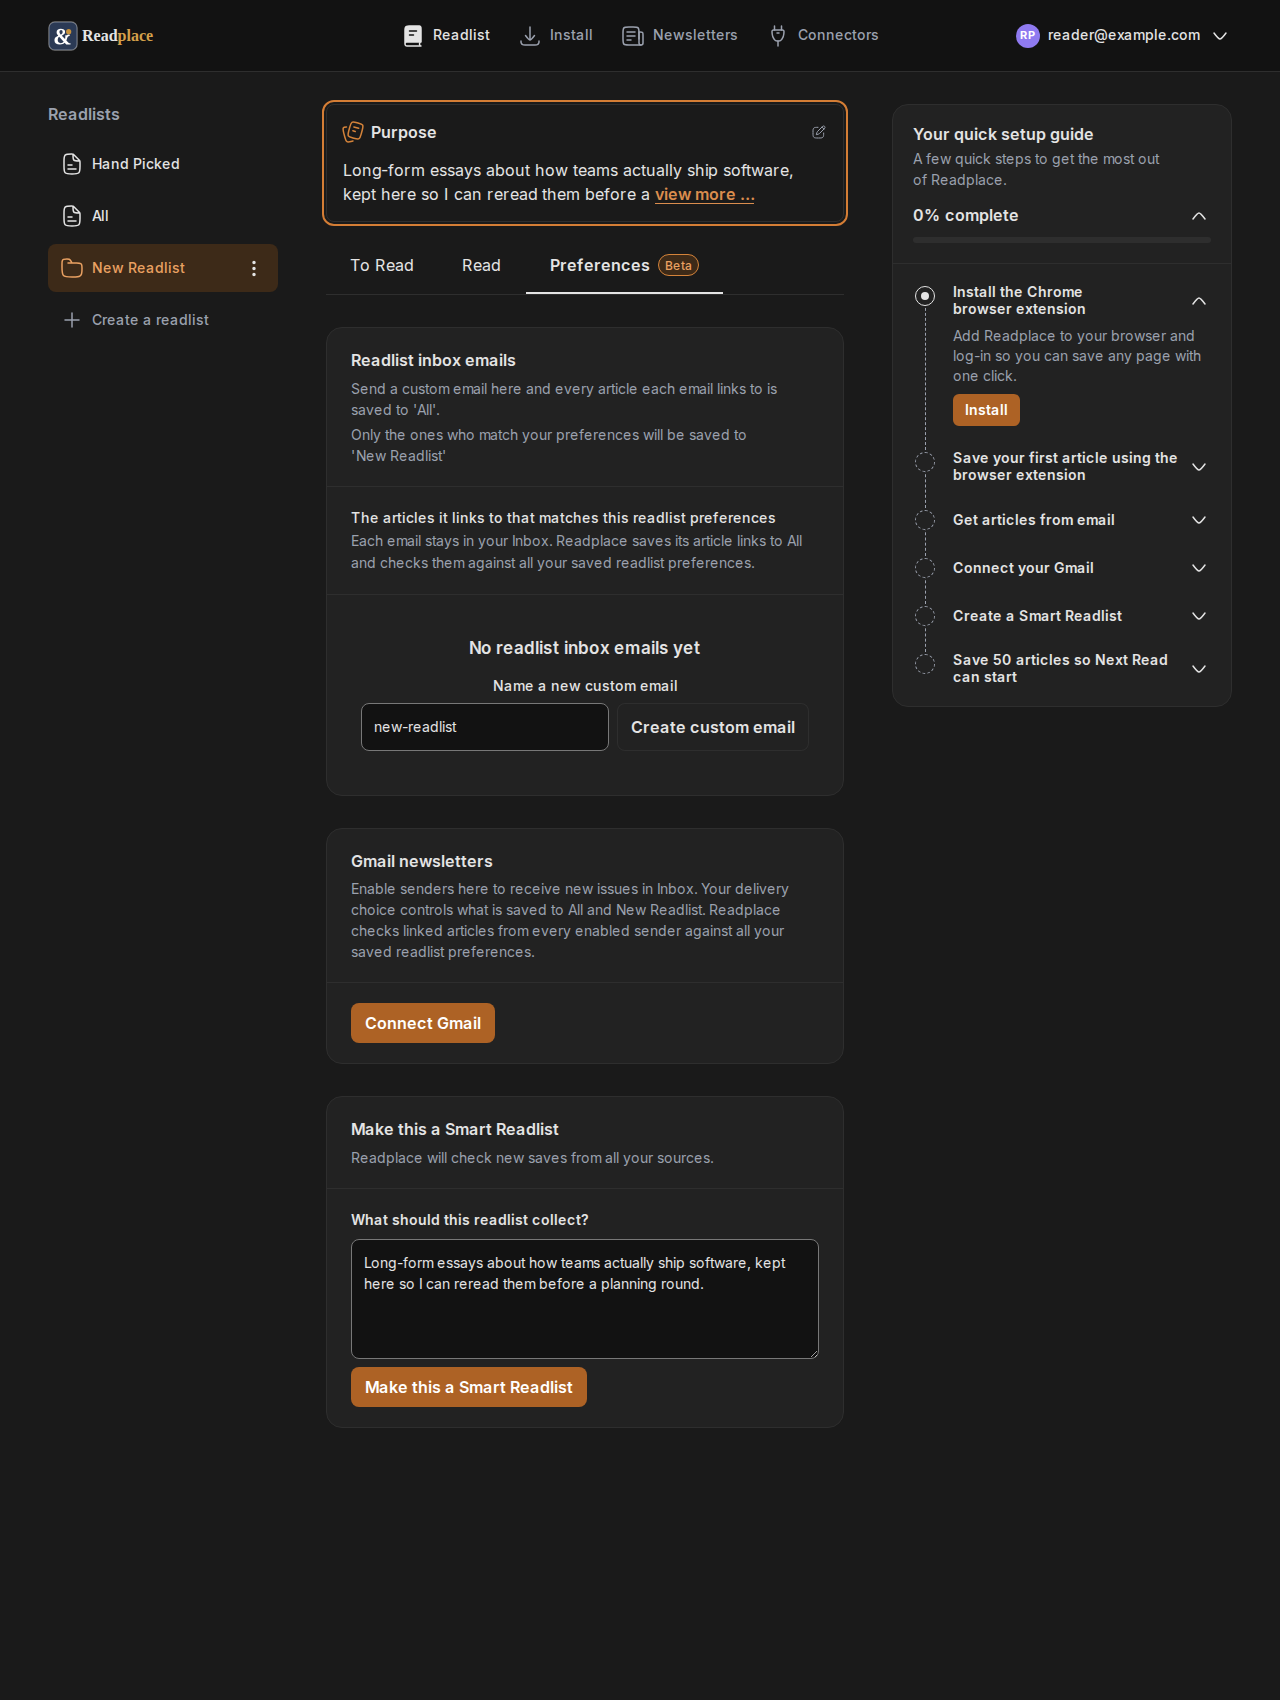 & Readplace
Readlist
Install
Newsletters
Connectors
RP
reader@example.com
Readlists
Hand Picked
All
New Readlist
Create a readlist
Purpose
Long-form essays about how teams actually ship software,
kept here so I can reread them before a view more ...
To Read
Read
Preferences
Beta
Readlist inbox emails
Send a custom email here and every article each email links to is
saved to 'All'.
Only the ones who match your preferences will be saved to
'New Readlist'
The articles it links to that matches this readlist preferences
Each email stays in your Inbox. Readplace saves its article links to All
and checks them against all your saved readlist preferences.
No readlist inbox emails yet
Name a new custom email
new-readlist
Create custom email
Gmail newsletters
Enable senders here to receive new issues in Inbox. Your delivery
choice controls what is saved to All and New Readlist. Readplace
checks linked articles from every enabled sender against all your
saved readlist preferences.
Connect Gmail
Make this a Smart Readlist
Readplace will check new saves from all your sources.
What should this readlist collect?
Long-form essays about how teams actually ship software, kept
here so I can reread them before a planning round.
Make this a Smart Readlist
Your quick setup guide
A few quick steps to get the most out
of Readplace.
0% complete
Install the Chrome
browser extension
Add Readplace to your browser and
log-in so you can save any page with
one click.
Install
Save your first article using the
browser extension
Get articles from email
Connect your Gmail
Create a Smart Readlist
Save 50 articles so Next Read
can start